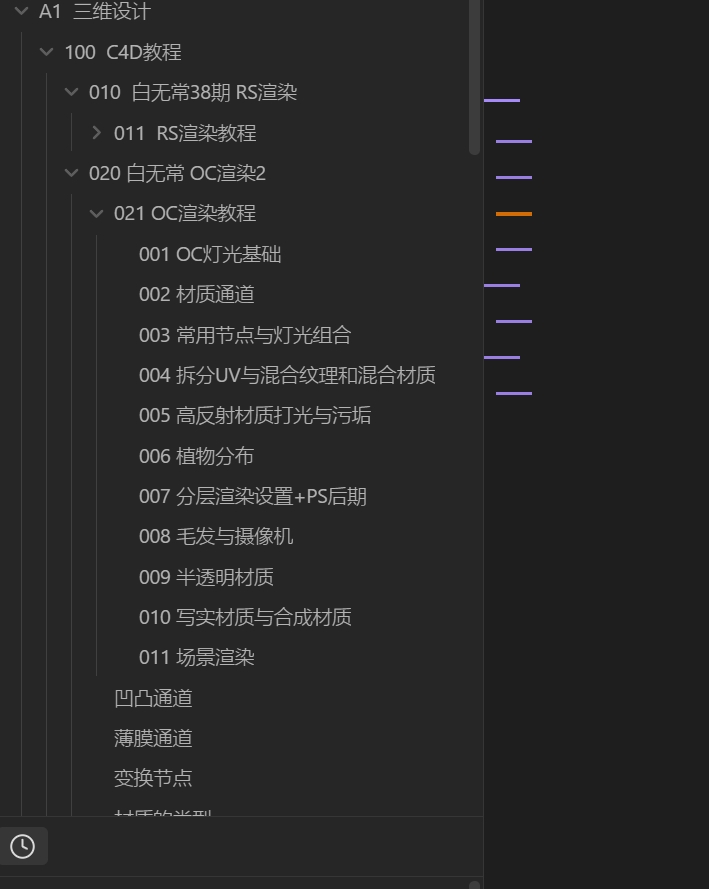 A1 三维设计
100 C4D教程
010 白无常38期 RS渲染
011 RS渲染教程
020 白无常 OC渲染2
021 OC渲染教程
001 OC灯光基础
002 材质通道
003 常用节点与灯光组合
004 拆分UV与混合纹理和混合材质
005 高反射材质打光与污垢
006 植物分布
007 分层渲染设置+PS后期
008 毛发与摄像机
009 半透明材质
010 写实材质与合成材质
011 场景渲染
凹凸通道
薄膜通道
变换节点
材质的类型